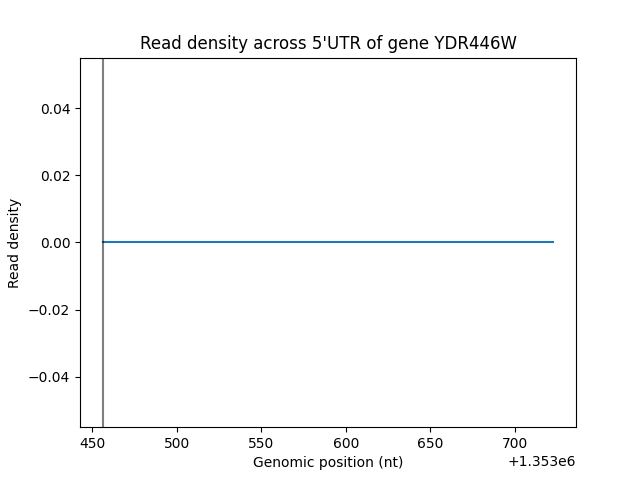 Read density across 5'UTR of gene YDR446W
Read density
0.04
0.02
0.00
−0.02
−0.04
450 500 550 600 650 700
Genomic position (nt)
+1.353e6